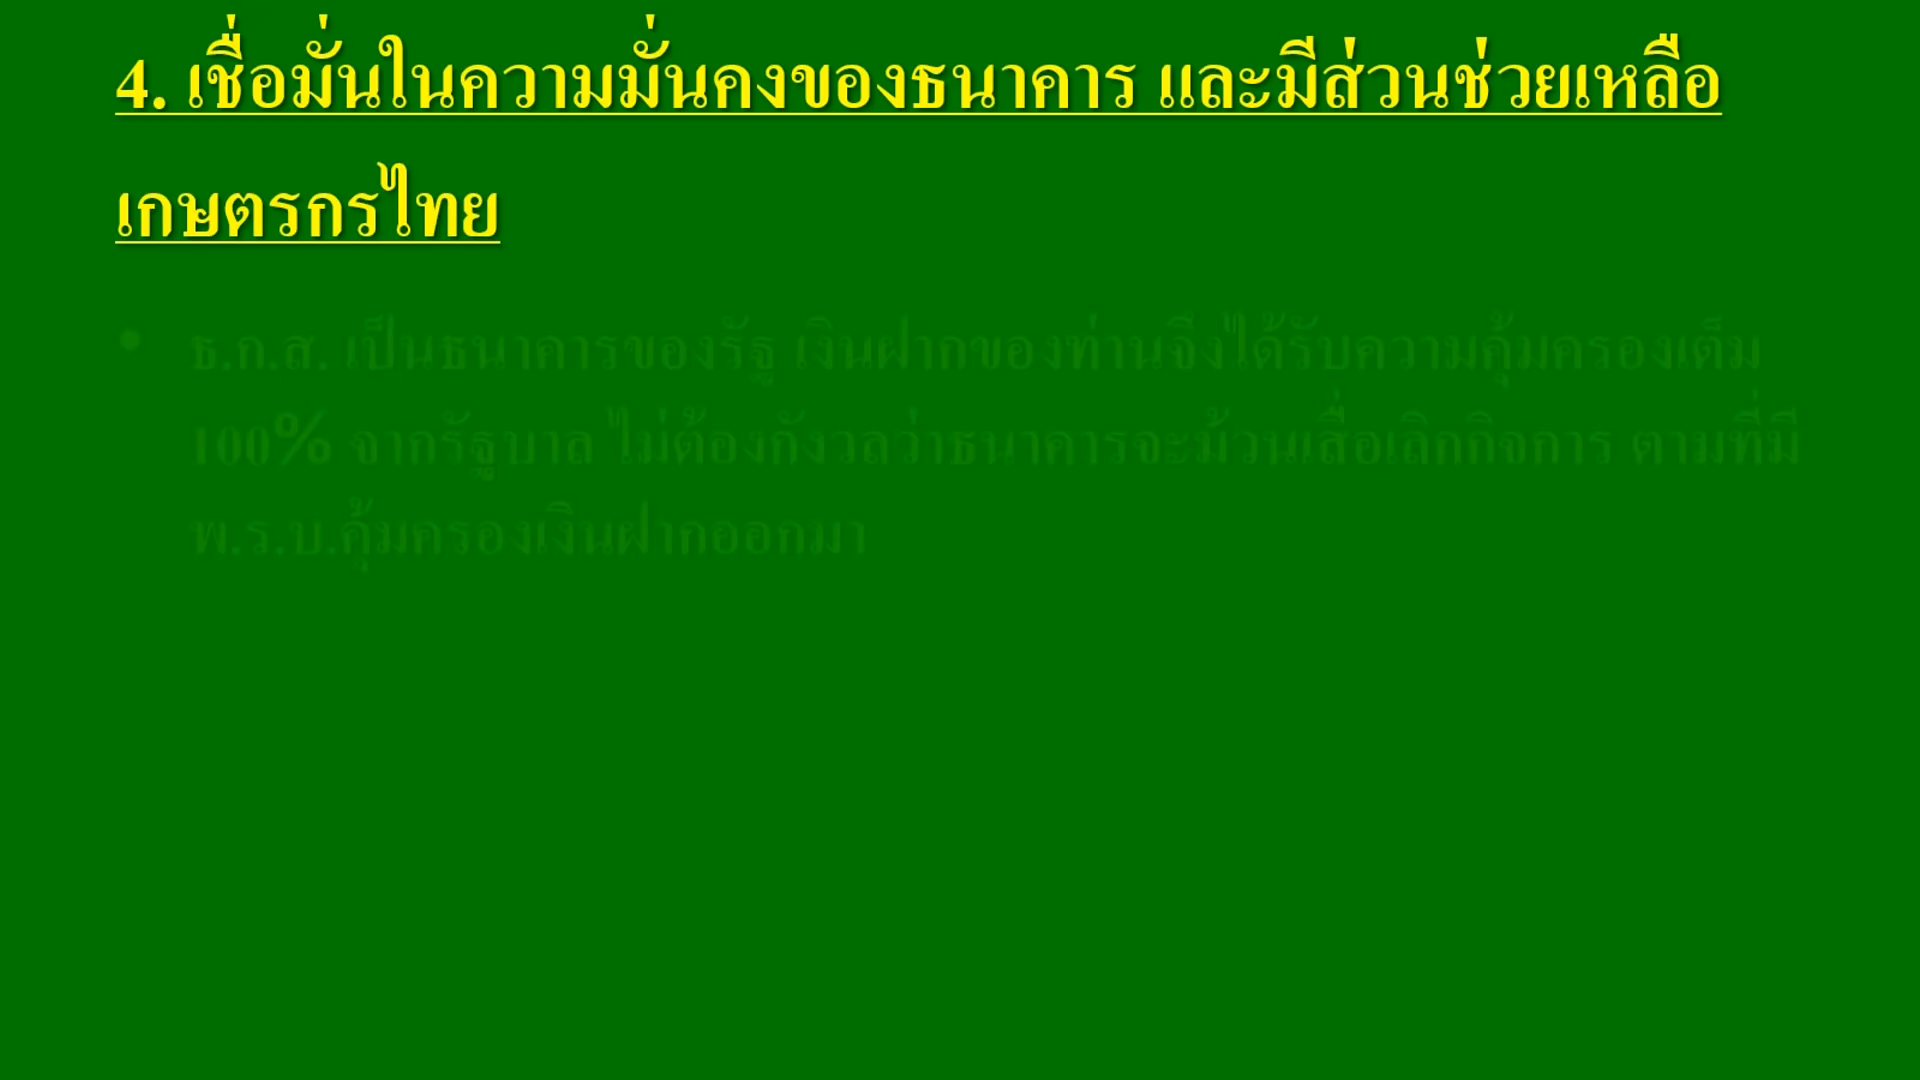 4. เชื่อมั่นในความมั่นคงของธนาคาร และมีส่วนช่วยเหลือ
เกษตรกรไทย
• ธ.ก.ส. เป็นธนาคารของรัฐ เงินฝากของท่านจึงได้รับความคุ้มครองเต็ม
100% จากรัฐบาล ไม่ต้องกังวลว่าธนาคารจะม้วนเสื่อเลิกกิจการ ตามที่มี
พ.ร.บ.คุ้มครองเงินฝากออกมา